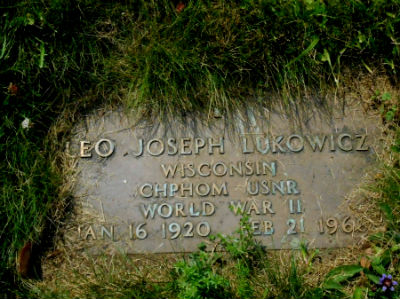 LEO JOSEPH LUKOWICZ
WISCONSIN
CHPHOM USNR
WORLD WAR II
JAN 16 1920 FEB 21 196